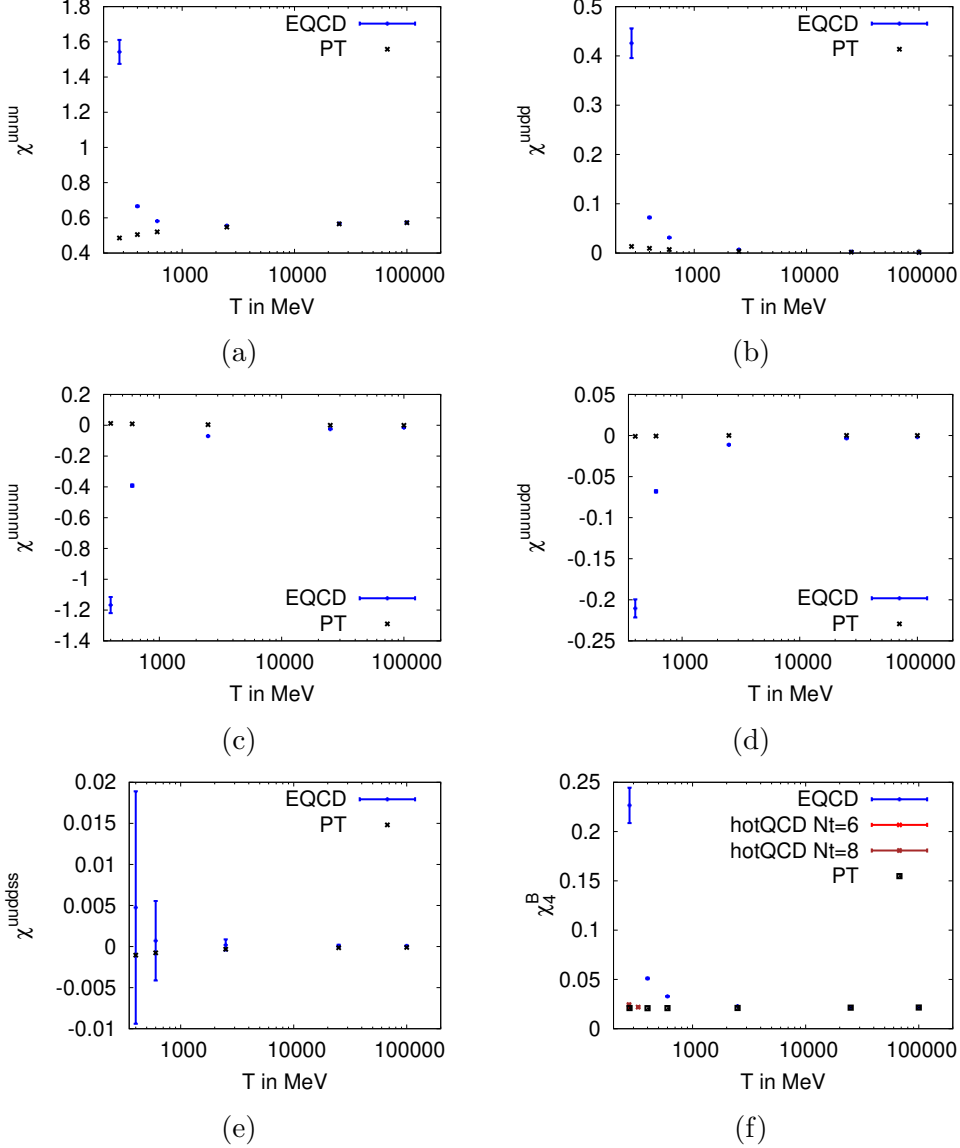 1.8
1.6
1.4
1.2
1
0.8
0.6
0.4
χ^uuuu
EQCD
PT
1000 10000 100000
T in MeV
(a)
0.5
0.4
0.3
0.2
0.1
0
χ^uudd
EQCD
PT
1000 10000 100000
T in MeV
(b)
0.2
0
-0.2
-0.4
-0.6
-0.8
-1
-1.2
-1.4
χ^uuuuuu
EQCD
PT
1000 10000 100000
T in MeV
(c)
0.05
0
-0.05
-0.1
-0.15
-0.2
-0.25
χ^uuuudd
EQCD
PT
1000 10000 100000
T in MeV
(d)
0.02
0.015
0.01
0.005
0
-0.005
-0.01
χ^uuddss
EQCD
PT
1000 10000 100000
T in MeV
(e)
0.25
0.2
0.15
0.1
0.05
0
χ_4^B
EQCD
hotQCD Nt=6
hotQCD Nt=8
PT
1000 10000 100000
T in MeV
(f)